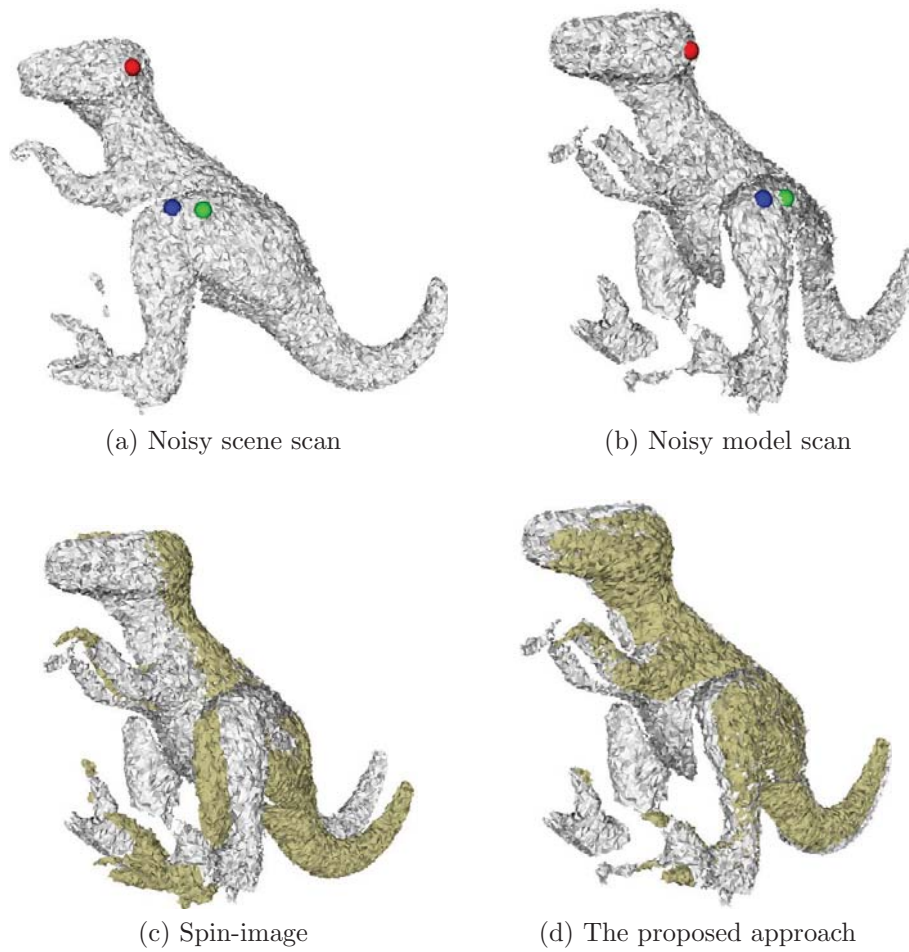 (a) Noisy scene scan
(b) Noisy model scan
(c) Spin-image
(d) The proposed approach